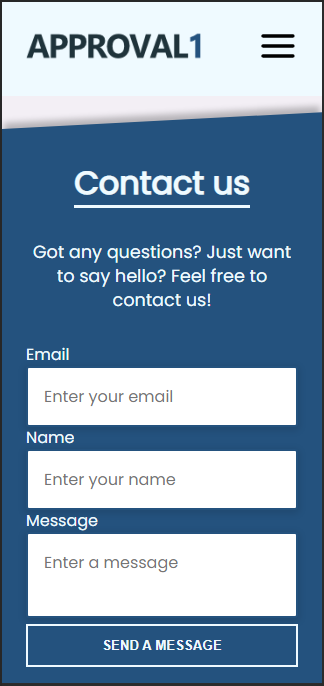 APPROVAL1
Contact us
Got any questions? Just want
to say hello? Feel free to
contact us!
Email
Enter your email
Name
Enter your name
Message
Enter a message
SEND A MESSAGE